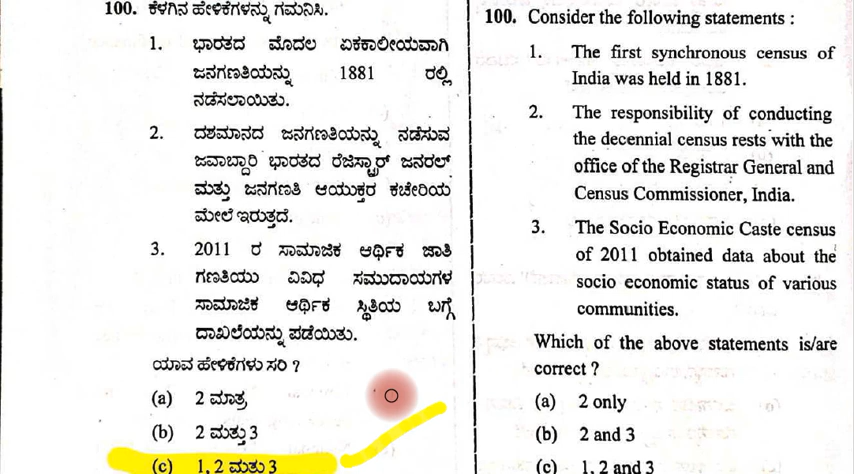 100. ಕೆಳಗಿನ ಹೇಳಿಕೆಗಳನ್ನು ಗಮನಿಸಿ.
1. ಭಾರತದ ಮೊದಲ ಏಕಕಾಲೀಯವಾಗಿ
ಜನಗಣತಿಯನ್ನು 1881 ರಲ್ಲಿ
ನಡೆಸಲಾಯಿತು.
2. ದಶಮಾನದ ಜನಗಣತಿಯನ್ನು ನಡೆಸುವ
ಜವಾಬ್ದಾರಿ ಭಾರತದ ರೆಜಿಸ್ಟ್ರಾರ್ ಜನರಲ್
ಮತ್ತು ಜನಗಣತಿ ಆಯುಕ್ತರ ಕಚೇರಿಯ
ಮೇಲೆ ಇರುತ್ತದೆ.
3. 2011 ರ ಸಾಮಾಜಿಕ ಆರ್ಥಿಕ ಜಾತಿ
ಗಣತಿಯು ವಿವಿಧ ಸಮುದಾಯಗಳ
ಸಾಮಾಜಿಕ ಆರ್ಥಿಕ ಸ್ಥಿತಿಯ ಬಗ್ಗೆ
ದಾಖಲೆಯನ್ನು ಪಡೆಯಿತು.
ಯಾವ ಹೇಳಿಕೆಗಳು ಸರಿ ?
(a) 2 ಮಾತ್ರ
(b) 2 ಮತ್ತು 3
(c) 1, 2 ಮತ್ತು 3
100. Consider the following statements :
1. The first synchronous census of
India was held in 1881.
2. The responsibility of conducting
the decennial census rests with the
office of the Registrar General and
Census Commissioner, India.
3. The Socio Economic Caste census
of 2011 obtained data about the
socio economic status of various
communities.
Which of the above statements is/are
correct ?
(a) 2 only
(b) 2 and 3
(c) 1, 2 and 3